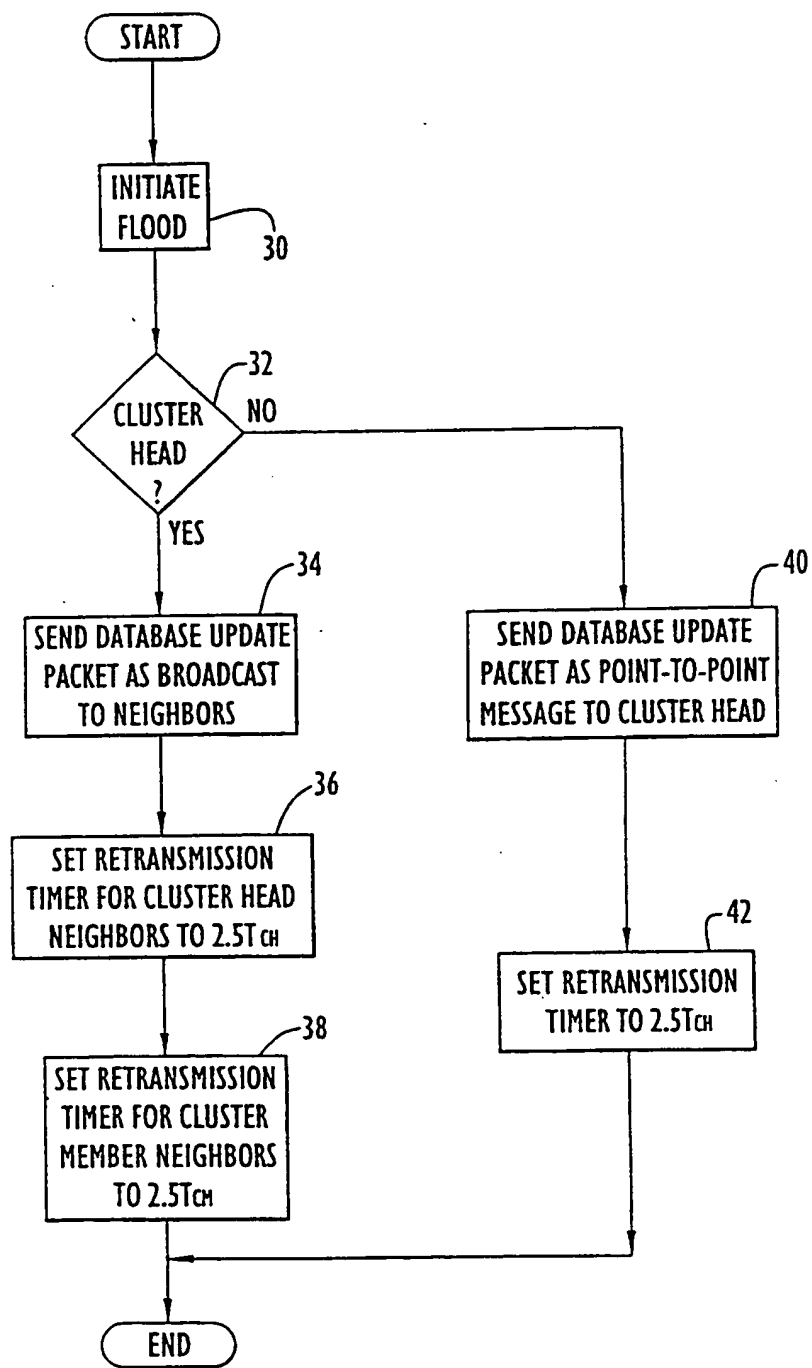 START
INITIATE
FLOOD
30
32
CLUSTER
HEAD
?
NO
YES
34
SEND DATABASE UPDATE
PACKET AS BROADCAST
TO NEIGHBORS
40
SEND DATABASE UPDATE
PACKET AS POINT-TO-POINT
MESSAGE TO CLUSTER HEAD
36
SET RETRANSMISSION
TIMER FOR CLUSTER HEAD
NEIGHBORS TO 2.5TCH
42
SET RETRANSMISSION
TIMER TO 2.5TCH
38
SET RETRANSMISSION
TIMER FOR CLUSTER
MEMBER NEIGHBORS
TO 2.5TCM
END